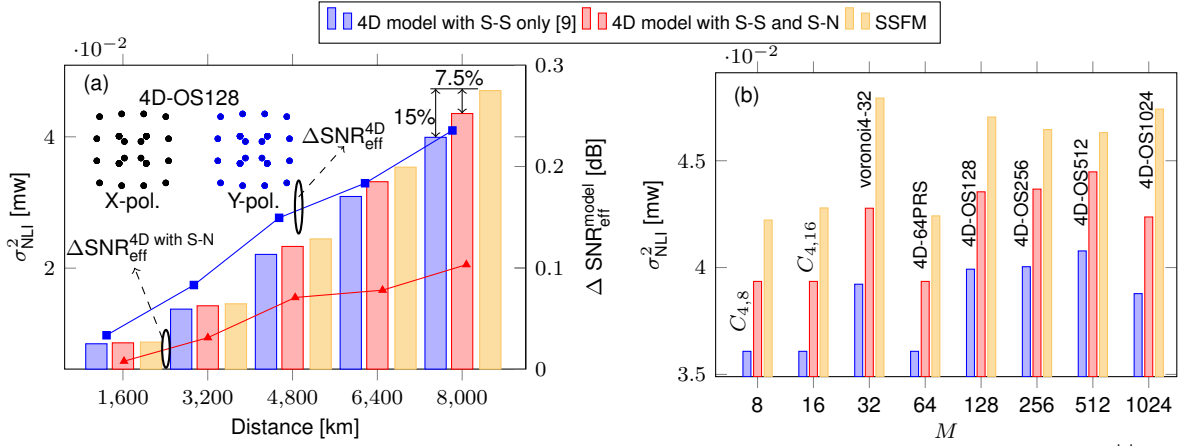 4D model with S-S only [9] 4D model with S-S and S-N SSFM
·10⁻²
(a)
4D-OS128
X-pol. Y-pol.
ΔSNR_eff^4D
ΔSNR_eff^4D with S-N
15%
7.5%
4
2
σ²_NLI [mw]
0.3
0.2
0.1
0
Δ SNR_eff^model [dB]
1,600 3,200 4,800 6,400 8,000
Distance [km]
·10⁻²
(b)
4.5
4
3.5
σ²_NLI [mw]
C₄,₈
C₄,₁₆
voronoi4-32
4D-64PRS
4D-OS128
4D-OS256
4D-OS512
4D-OS1024
8 16 32 64 128 256 512 1024
M